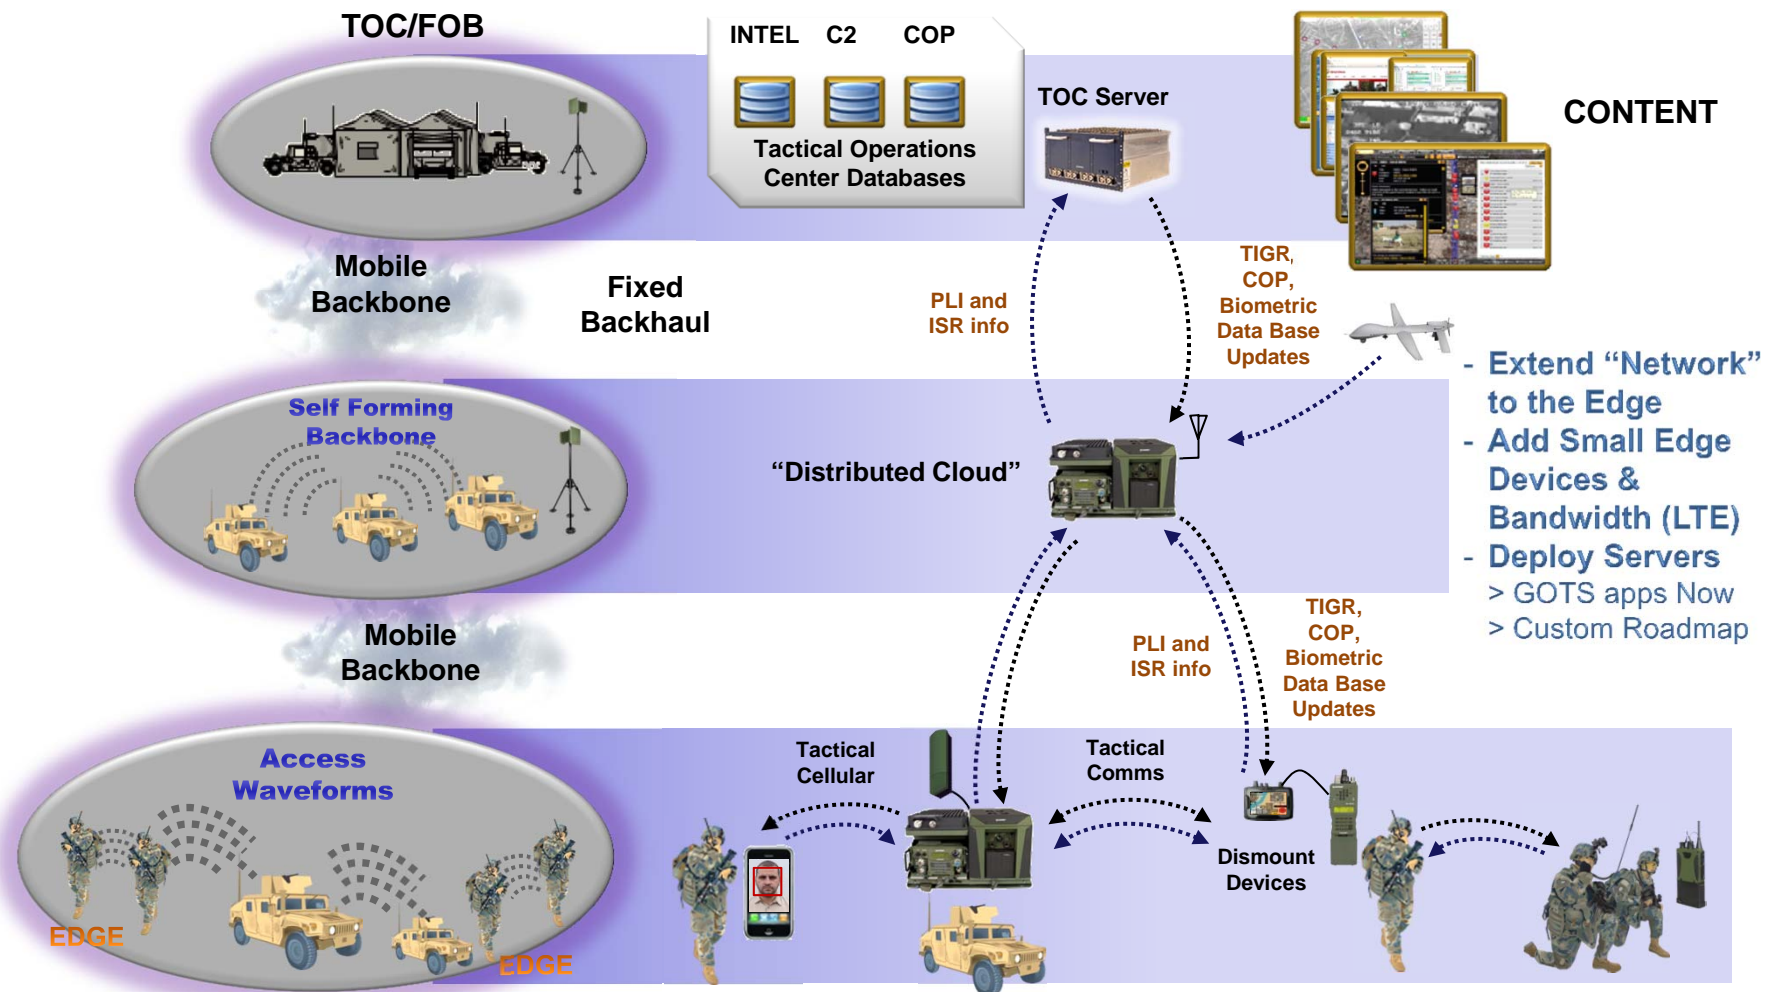 TOC/FOB
INTEL C2 COP
Tactical Operations
Center Databases
TOC Server
CONTENT
Mobile
Backbone
Fixed
Backhaul
PLI and
ISR info
TIGR,
COP,
Biometric
Data Base
Updates
Self Forming
Backbone
“Distributed Cloud”
- Extend “Network”
to the Edge
- Add Small Edge
Devices &
Bandwidth (LTE)
- Deploy Servers
> GOTS apps Now
> Custom Roadmap
Mobile
Backbone
PLI and
ISR info
TIGR,
COP,
Biometric
Data Base
Updates
Access
Waveforms
EDGE
EDGE
Tactical
Cellular
Tactical
Comms
Dismount
Devices